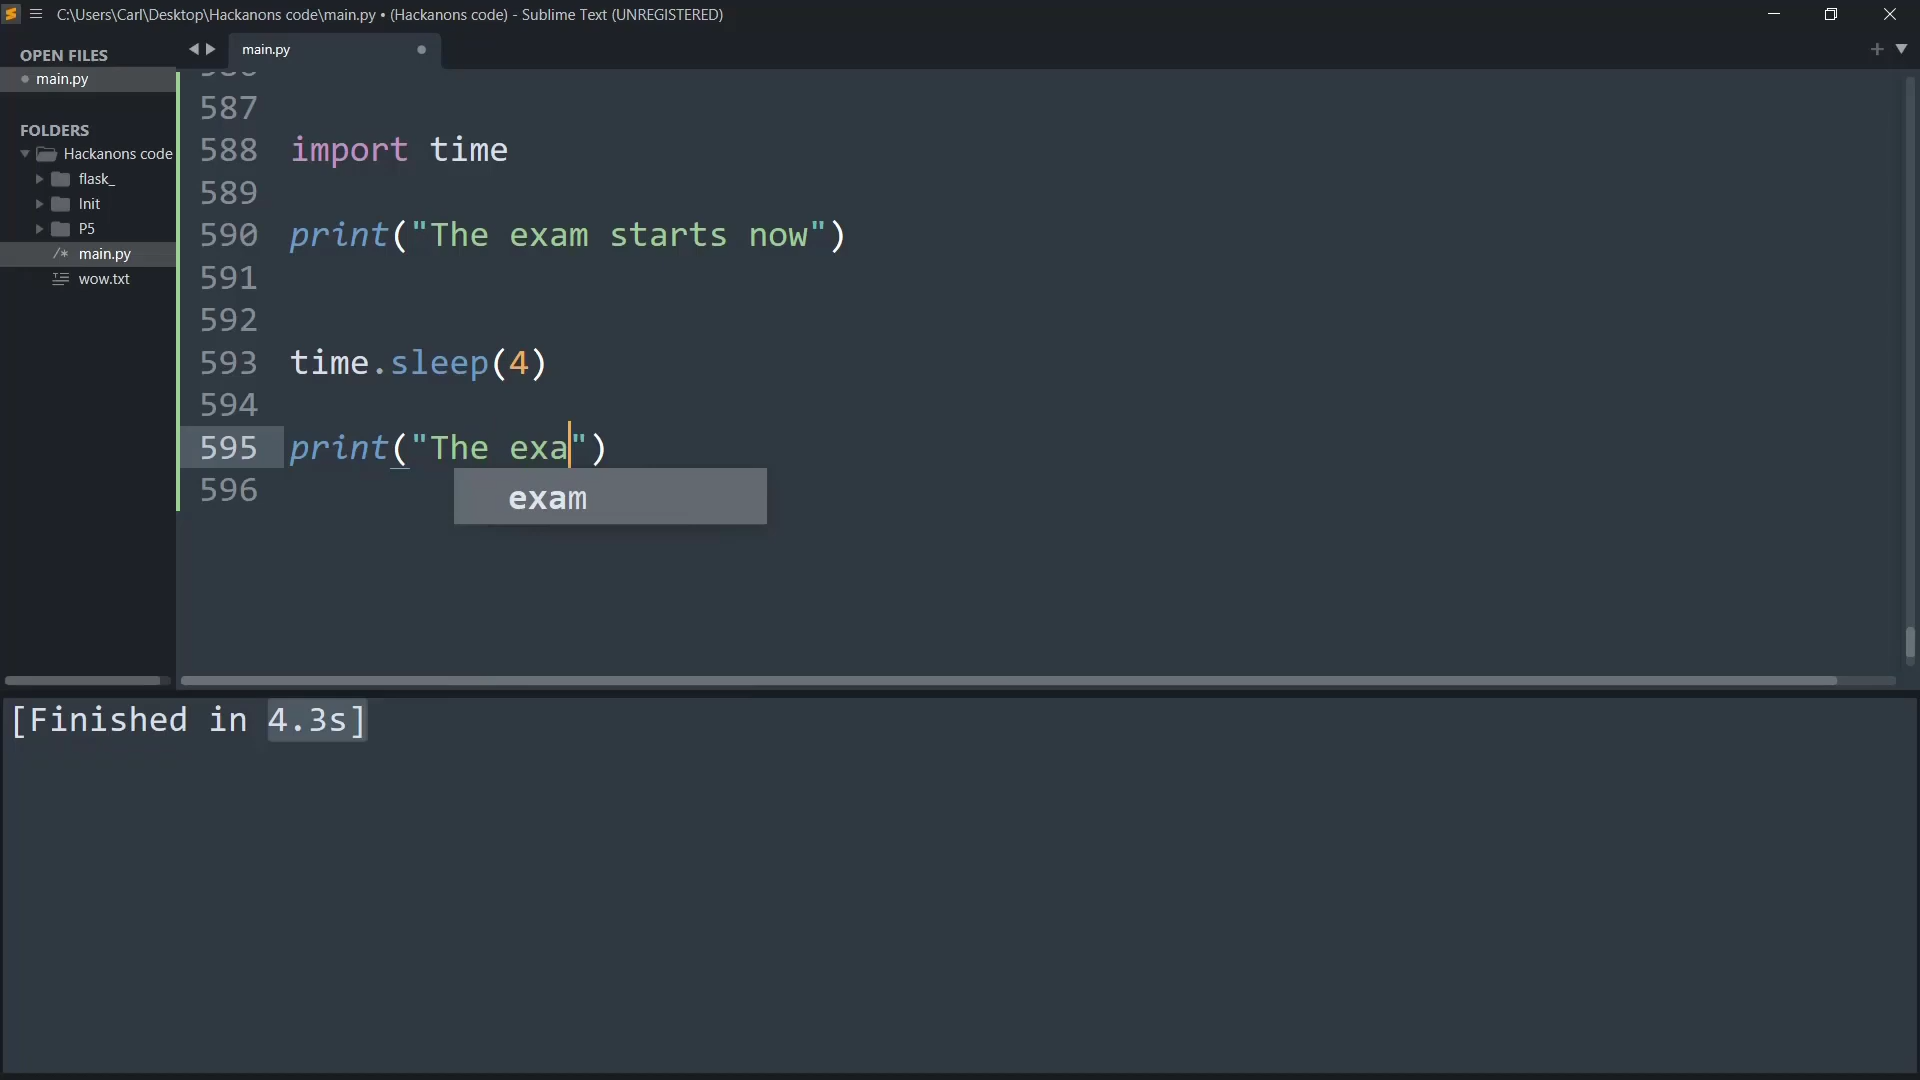 C:\Users\Carl\Desktop\Hackanons code\main.py • (Hackanons code) - Sublime Text (UNREGISTERED)
OPEN FILES
main.py
FOLDERS
Hackanons code
flask_
Init
P5
/* main.py
wow.txt
main.py
587
588 import time
589
590 print("The exam starts now")
591
592
593 time.sleep(4)
594
595 print("The exa")
exam
596
[Finished in 4.3s]